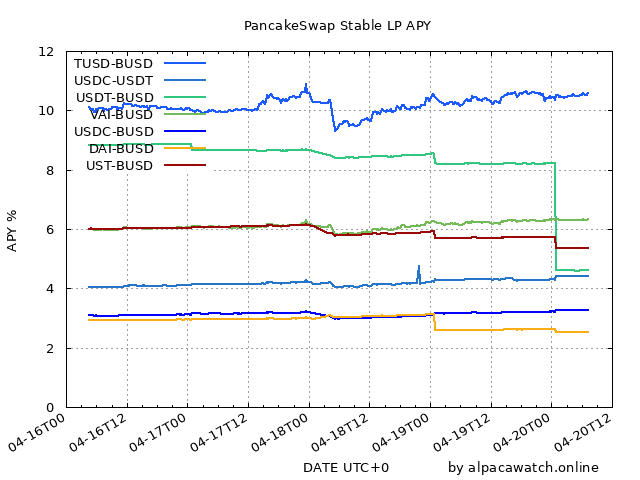 PancakeSwap Stable LP APY
12
10
8
6
4
2
0
APY %
TUSD-BUSD
USDC-USDT
USDT-BUSD
VAI-BUSD
USDC-BUSD
DAI-BUSD
UST-BUSD
04-16T00
04-16T12
04-17T00
04-17T12
04-18T00
04-18T12
04-19T00
04-19T12
04-20T00
04-20T12
DATE UTC+0
by alpacawatch.online